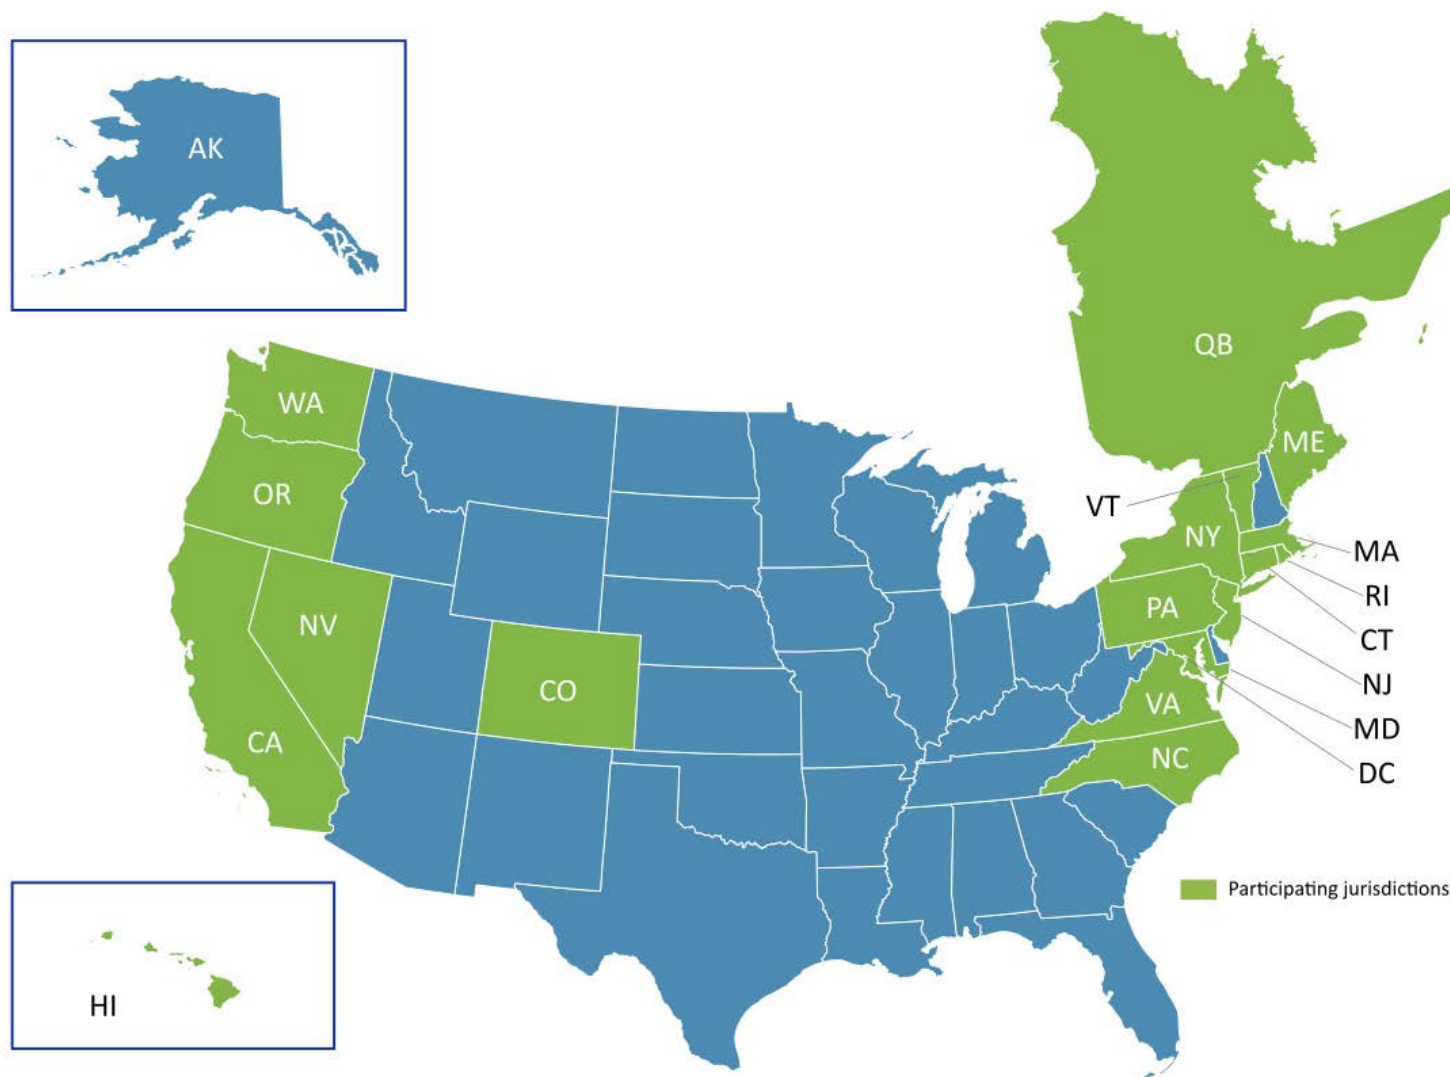 AK
QB
WA
ME
OR
VT
NY
MA
RI
PA
NV
CT
CO
NJ
VA
CA
MD
NC
DC
Participating jurisdictions
HI